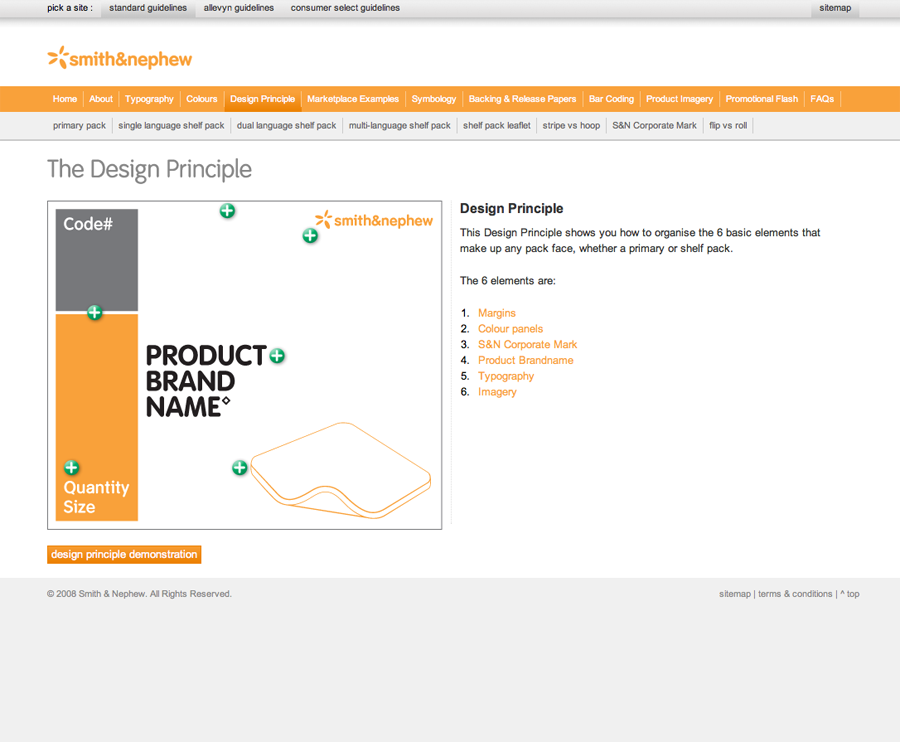 pick a site : standard guidelines allevyn guidelines consumer select guidelines sitemap
smith&nephew
Home About Typography Colours Design Principle Marketplace Examples Symbology Backing & Release Papers Bar Coding Product Imagery Promotional Flash FAQs
primary pack single language shelf pack dual language shelf pack multi-language shelf pack shelf pack leaflet stripe vs hoop S&N Corporate Mark flip vs roll
The Design Principle
Code#
smith&nephew
PRODUCT
BRAND
NAME◊
Quantity
Size
design principle demonstration
Design Principle
This Design Principle shows you how to organise the 6 basic elements that
make up any pack face, whether a primary or shelf pack.
The 6 elements are:
1. Margins
2. Colour panels
3. S&N Corporate Mark
4. Product Brandname
5. Typography
6. Imagery
© 2008 Smith & Nephew. All Rights Reserved.
sitemap | terms & conditions | ^ top